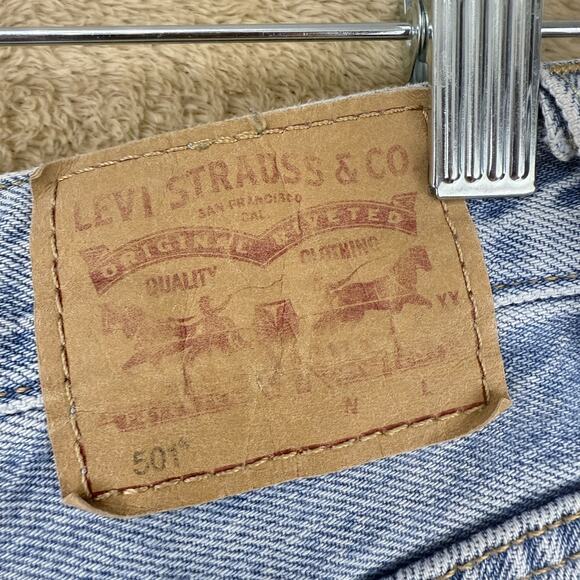 LEVI STRAUSS & CO
SAN FRANCISCO
CAL
ORIGINAL RIVETED
QUALITY CLOTHING
XX
W L
501®